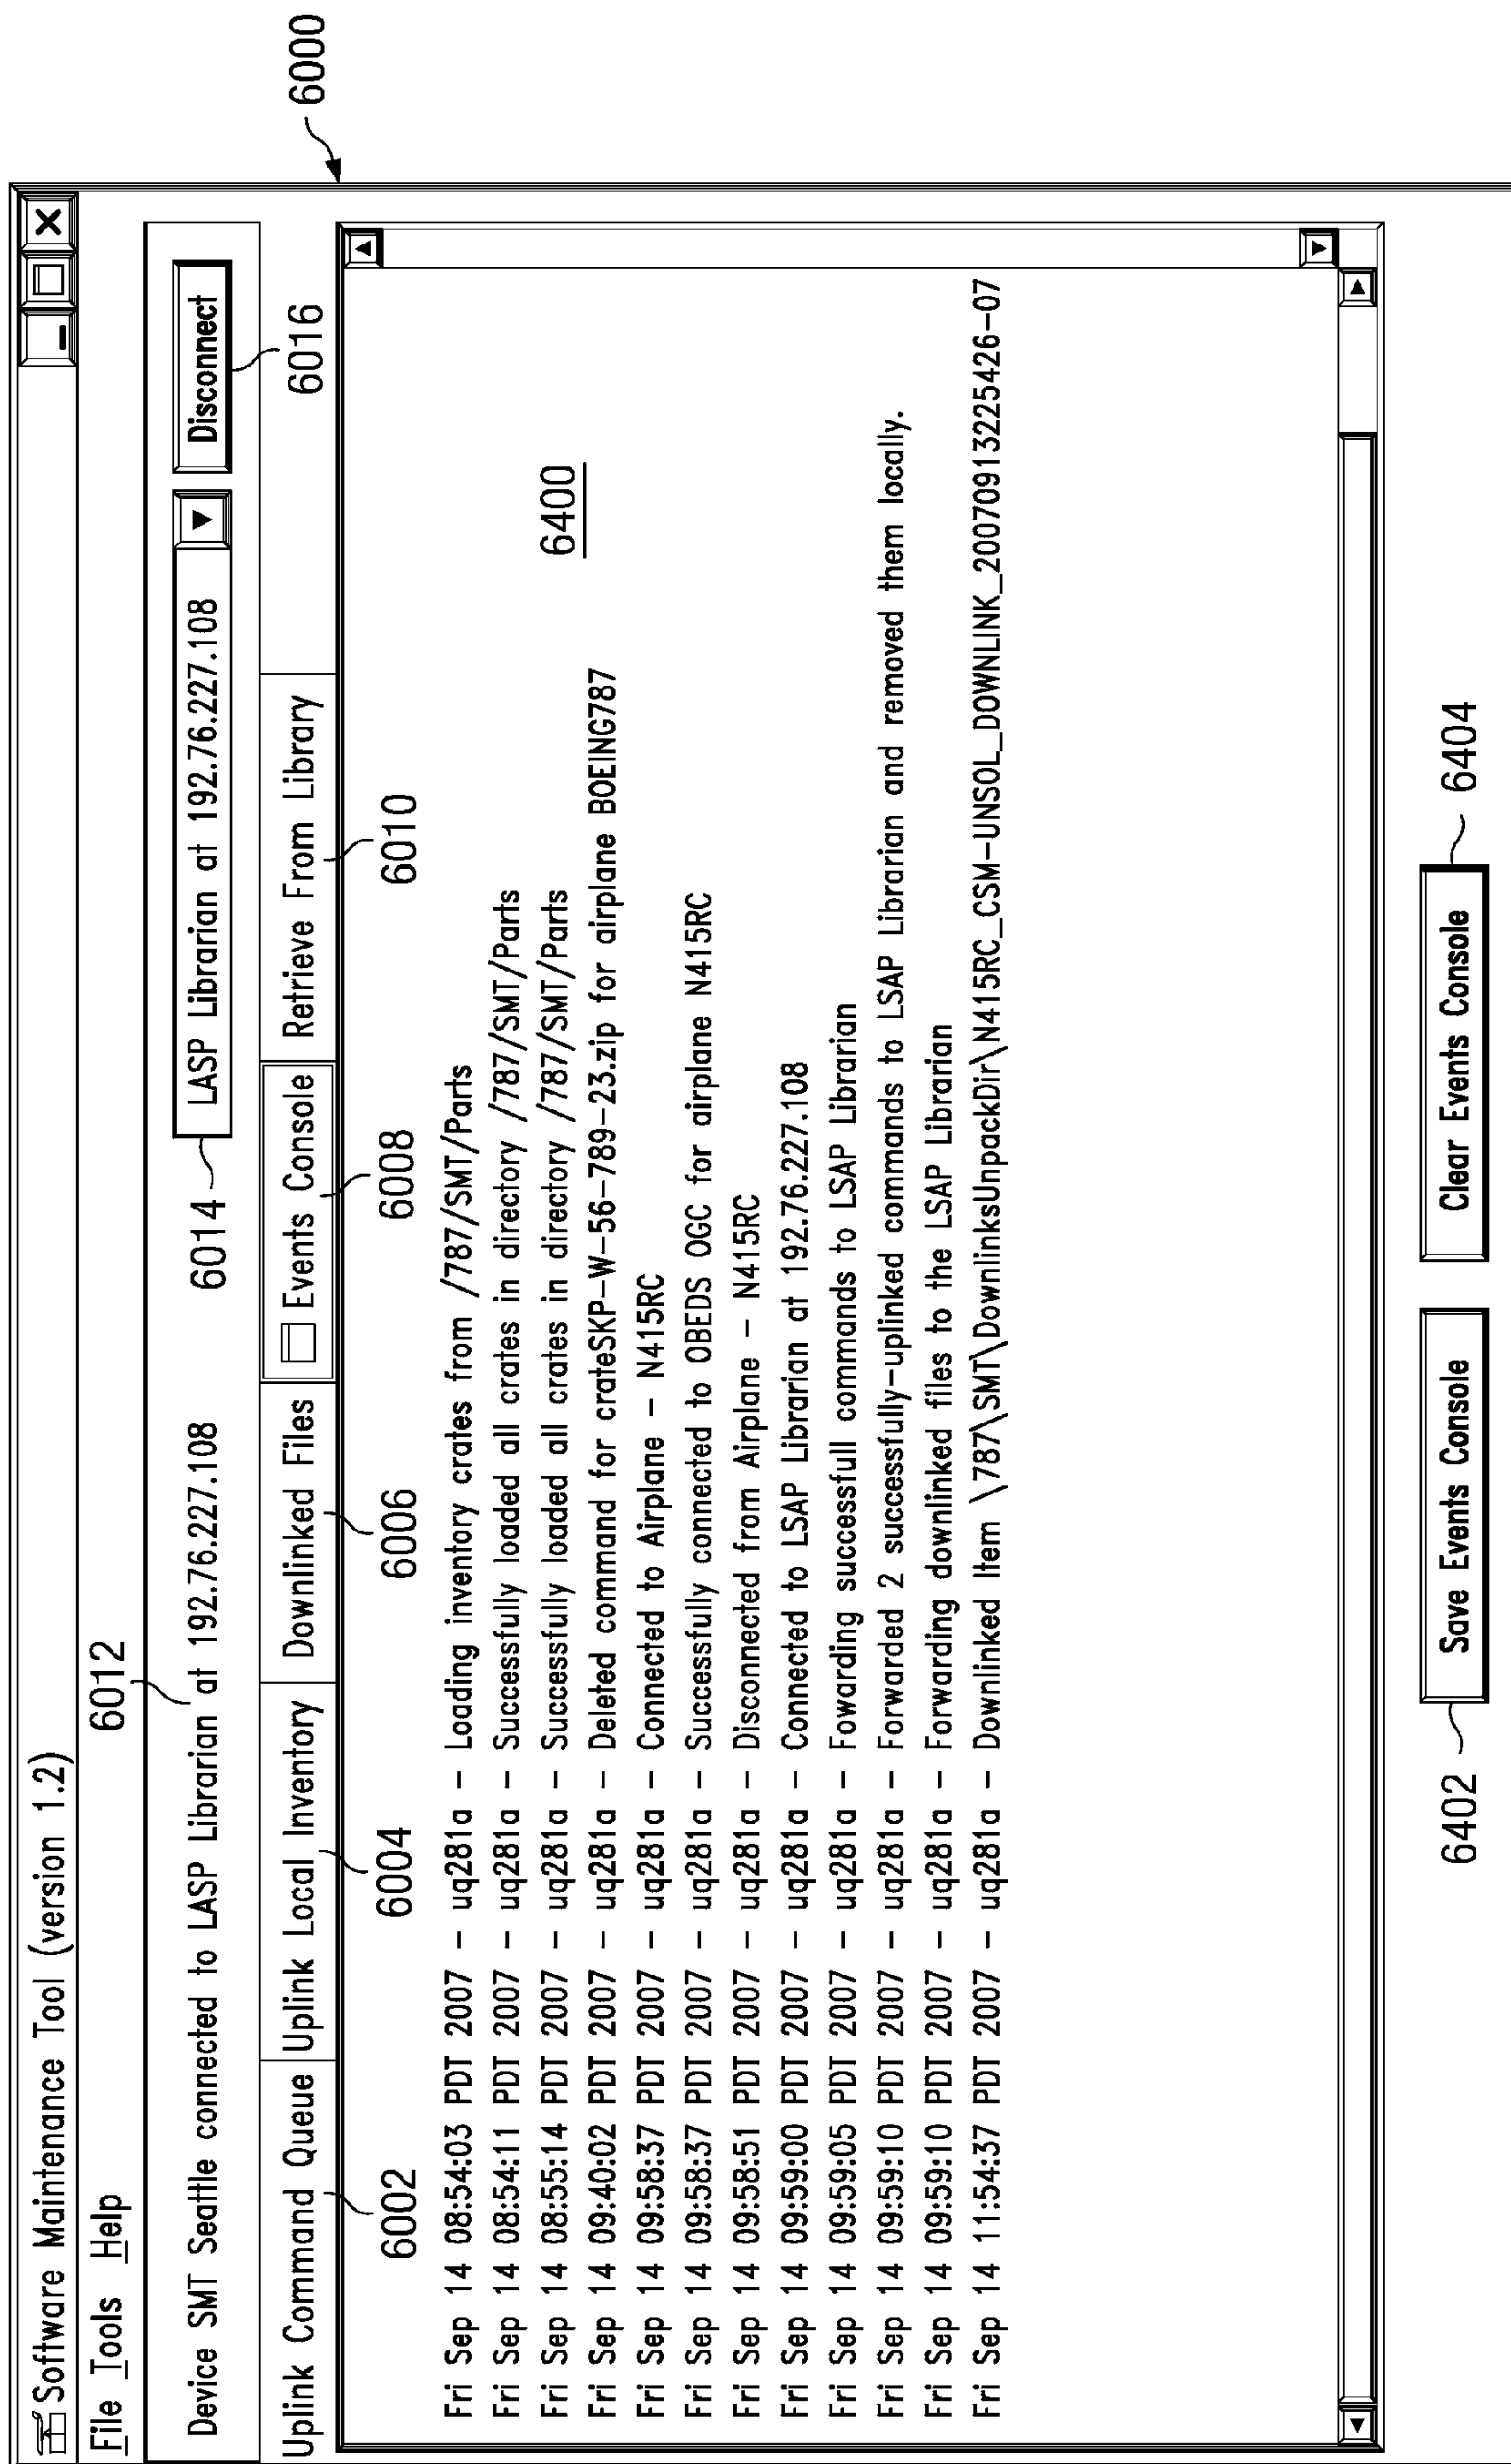 Software Maintenance Tool (version 1.2)
File Tools Help
6012
6000
Device SMT Seattle connected to LASP Librarian at 192.76.227.108
6014
LASP Librarian at 192.76.227.108
Disconnect
6016
Uplink Command Queue
Uplink Local Inventory
Downlinked Files
Events Console
Retrieve From Library
6002
6004
6006
6008
6010
Fri Sep 14 08:54:03 PDT 2007 – uq281a – Loading inventory crates from /787/SMT/Parts
Fri Sep 14 08:54:11 PDT 2007 – uq281a – Successfully loaded all crates in directory /787/SMT/Parts
Fri Sep 14 08:55:14 PDT 2007 – uq281a – Successfully loaded all crates in directory /787/SMT/Parts
6400
Fri Sep 14 09:40:02 PDT 2007 – uq281a – Deleted command for crateSKP–W–56–789–23.zip for airplane BOEING787
Fri Sep 14 09:58:37 PDT 2007 – uq281a – Connected to Airplane – N415RC
Fri Sep 14 09:58:37 PDT 2007 – uq281a – Successfully connected to OBEDS OGC for airplane N415RC
Fri Sep 14 09:58:51 PDT 2007 – uq281a – Disconnected from Airplane – N415RC
Fri Sep 14 09:59:00 PDT 2007 – uq281a – Connected to LSAP Librarian at 192.76.227.108
Fri Sep 14 09:59:05 PDT 2007 – uq281a – Fowarding successfull commands to LSAP Librarian
Fri Sep 14 09:59:10 PDT 2007 – uq281a – Forwarded 2 successfully–uplinked commands to LSAP Librarian and removed them locally.
Fri Sep 14 09:59:10 PDT 2007 – uq281a – Forwarding downlinked files to the LSAP Librarian
Fri Sep 14 11:54:37 PDT 2007 – uq281a – Downlinked Item \787\SMT\DownlinksUnpackDir\N415RC_CSM–UNSOL_DOWNLINK_20070913225426–07
6402
Save Events Console
Clear Events Console
6404